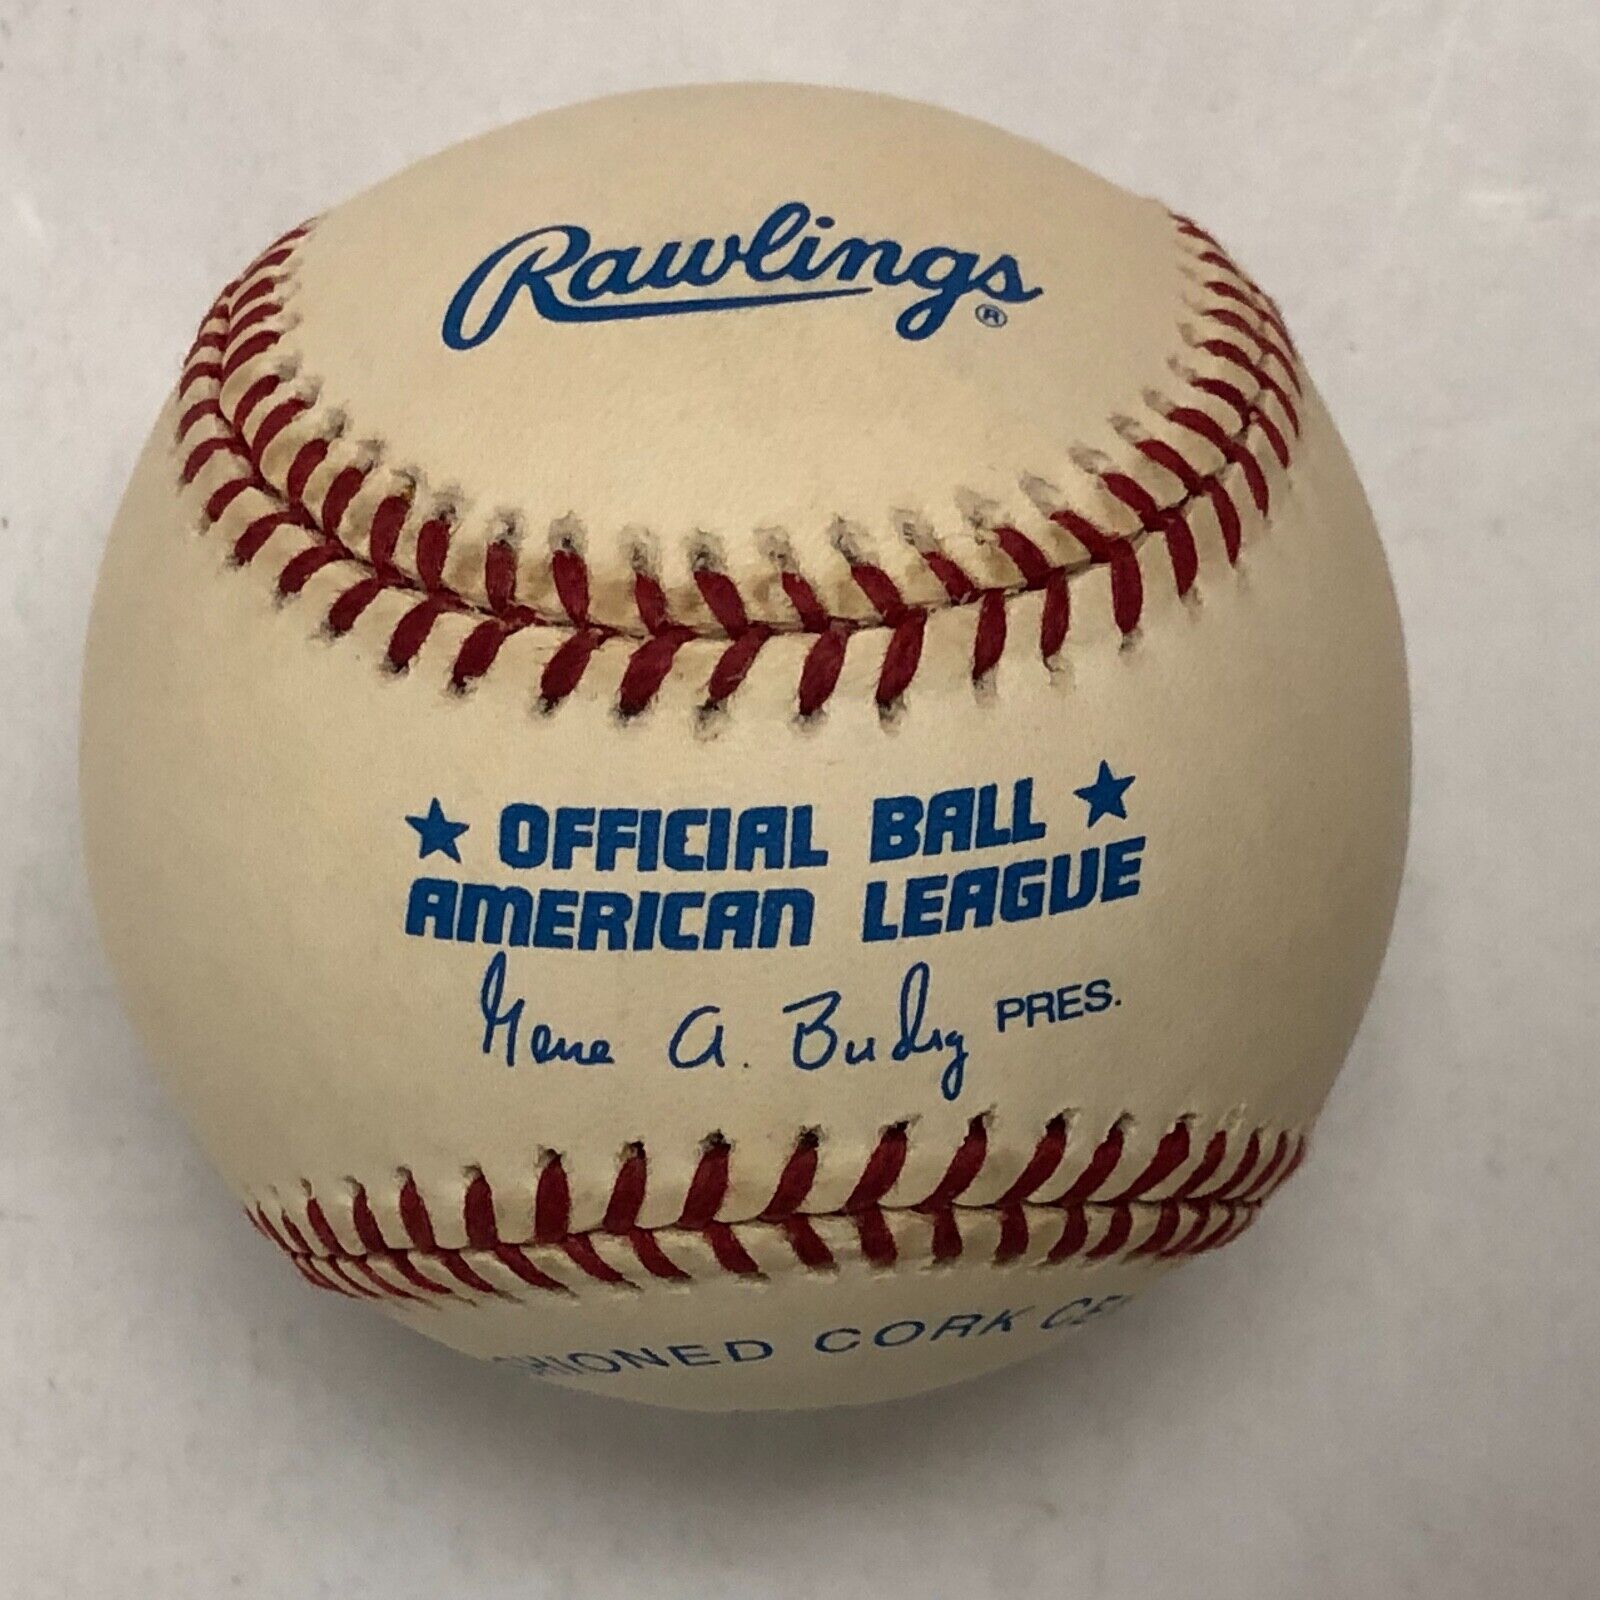 Rawlings®
★ OFFICIAL BALL ★
AMERICAN LEAGUE
Gene A. Budig PRES.
CORK